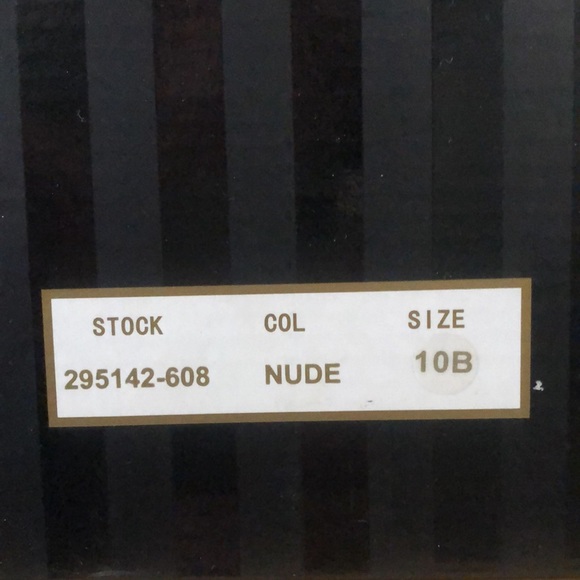 STOCK COL SIZE
295142-608 NUDE 10B